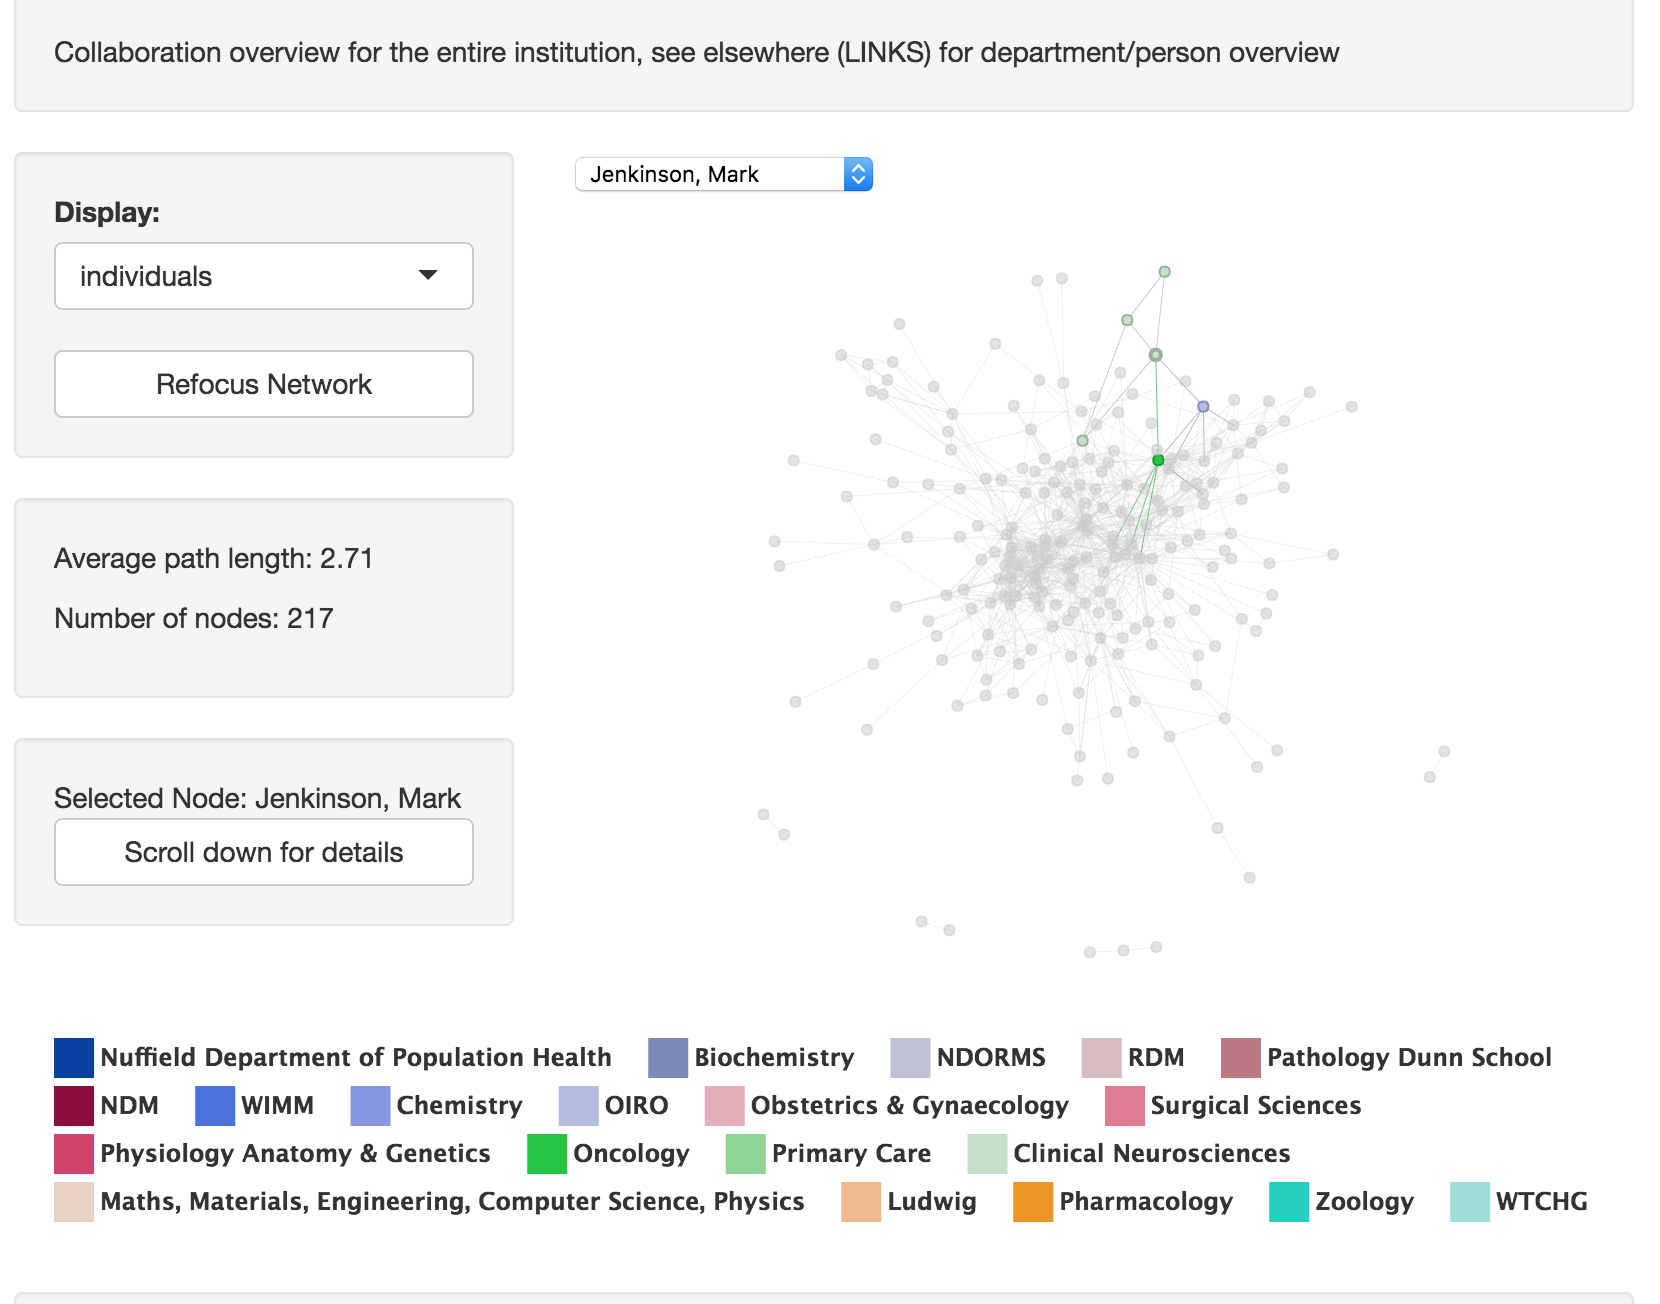 Collaboration overview for the entire institution, see elsewhere (LINKS) for department/person overview
Jenkinson, Mark
Display:
individuals
Refocus Network
Average path length: 2.71
Number of nodes: 217
Selected Node: Jenkinson, Mark
Scroll down for details
Nuffield Department of Population Health Biochemistry NDORMS RDM Pathology Dunn School
NDM WIMM Chemistry OIRO Obstetrics & Gynaecology Surgical Sciences
Physiology Anatomy & Genetics Oncology Primary Care Clinical Neurosciences
Maths, Materials, Engineering, Computer Science, Physics Ludwig Pharmacology Zoology WTCHG